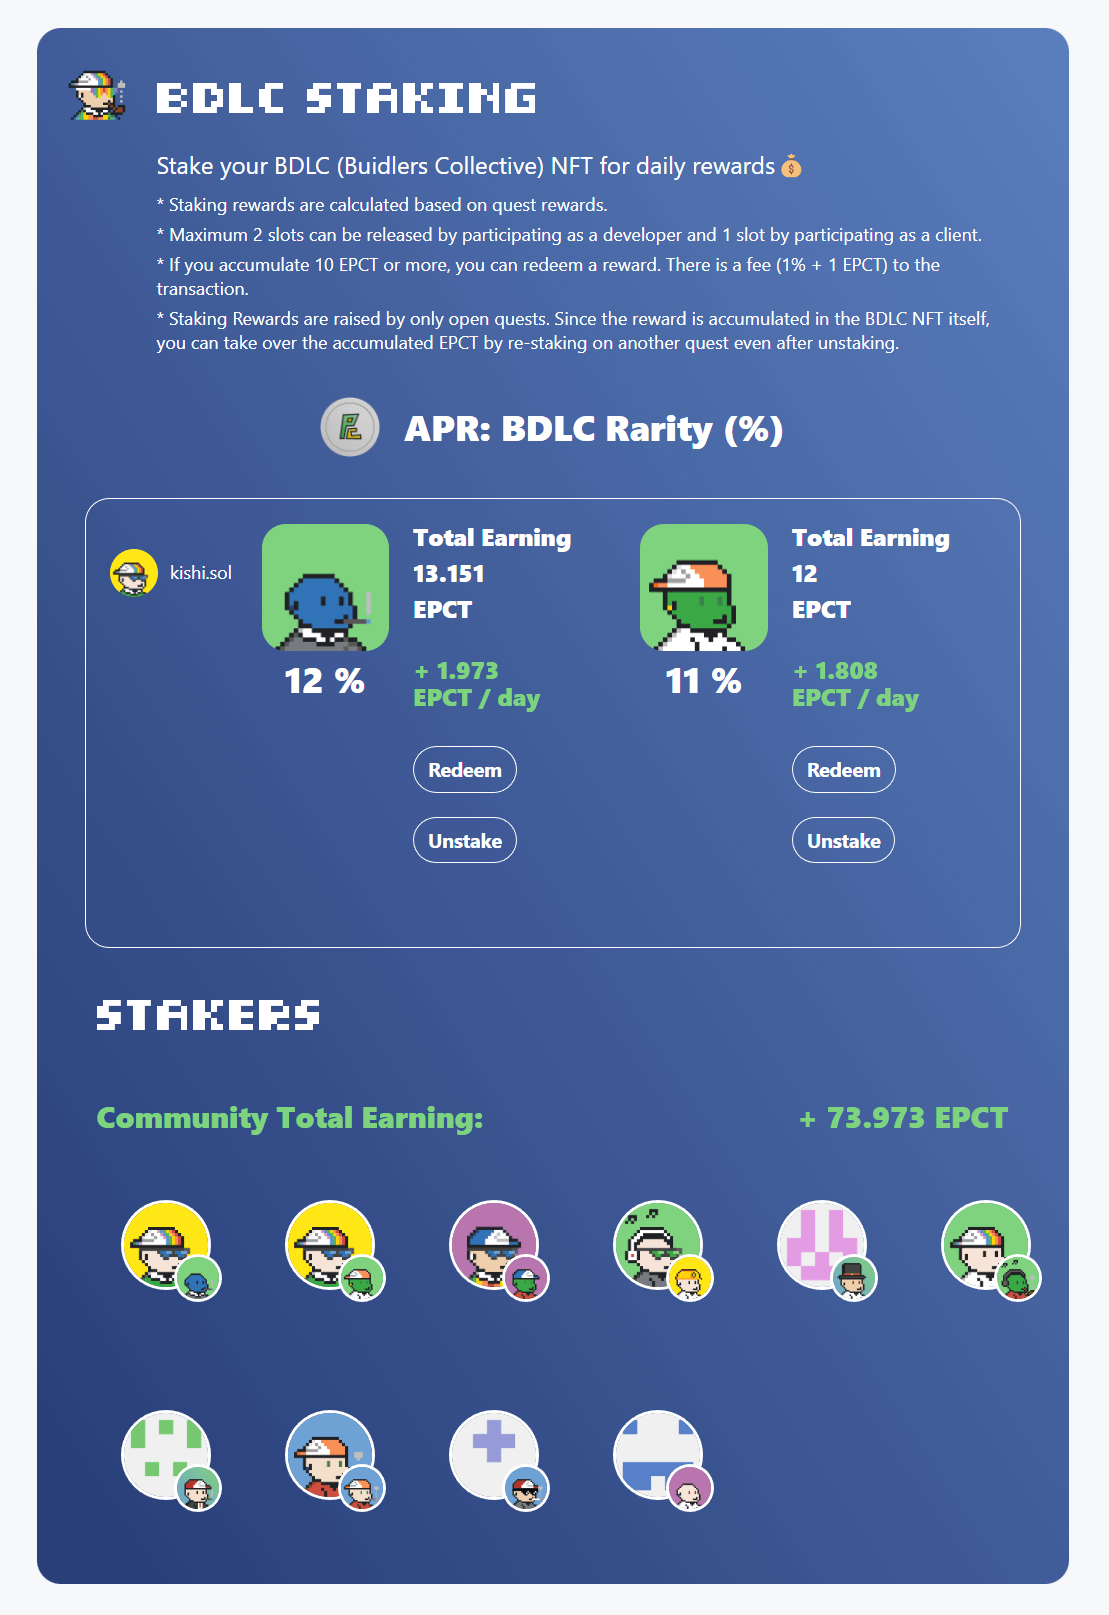 BDLC STAKING
Stake your BDLC (Buidlers Collective) NFT for daily rewards
* Staking rewards are calculated based on quest rewards.
* Maximum 2 slots can be released by participating as a developer and 1 slot by participating as a client.
* If you accumulate 10 EPCT or more, you can redeem a reward. There is a fee (1% + 1 EPCT) to the
transaction.
* Staking Rewards are raised by only open quests. Since the reward is accumulated in the BDLC NFT itself,
you can take over the accumulated EPCT by re-staking on another quest even after unstaking.
APR: BDLC Rarity (%)
kishi.sol
Total Earning
13.151
EPCT
12 %
+ 1.973
EPCT / day
Redeem
Unstake
Total Earning
12
EPCT
11 %
+ 1.808
EPCT / day
Redeem
Unstake
STAKERS
Community Total Earning:
+ 73.973 EPCT